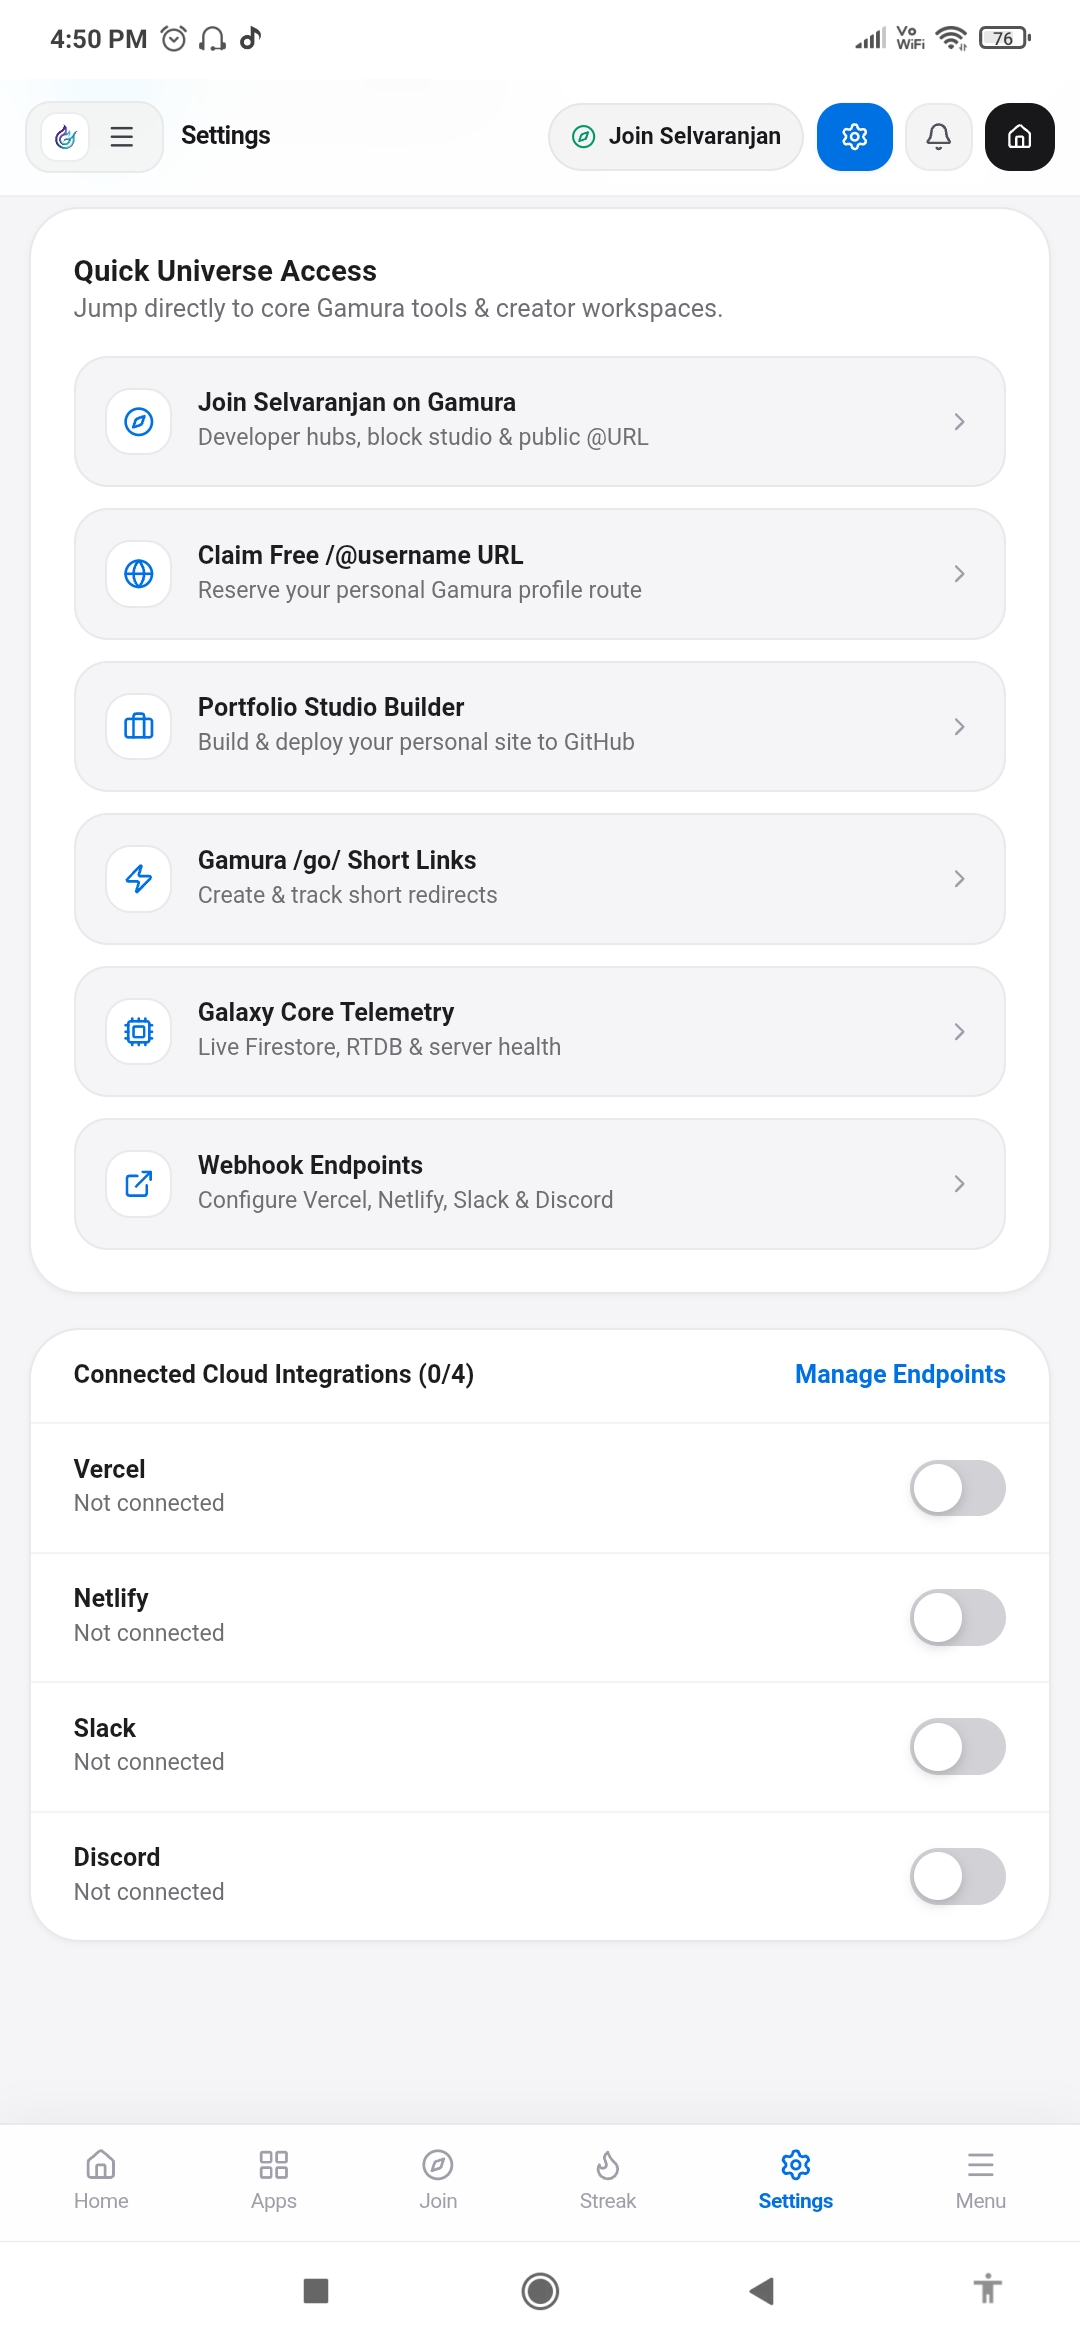 4:50 PM
Vo
WiFi
76
Settings
Join Selvaranjan
Quick Universe Access
Jump directly to core Gamura tools & creator workspaces.
Join Selvaranjan on Gamura
Developer hubs, block studio & public @URL
Claim Free /@username URL
Reserve your personal Gamura profile route
Portfolio Studio Builder
Build & deploy your personal site to GitHub
Gamura /go/ Short Links
Create & track short redirects
Galaxy Core Telemetry
Live Firestore, RTDB & server health
Webhook Endpoints
Configure Vercel, Netlify, Slack & Discord
Connected Cloud Integrations (0/4)
Manage Endpoints
Vercel
Not connected
Netlify
Not connected
Slack
Not connected
Discord
Not connected
Home
Apps
Join
Streak
Settings
Menu